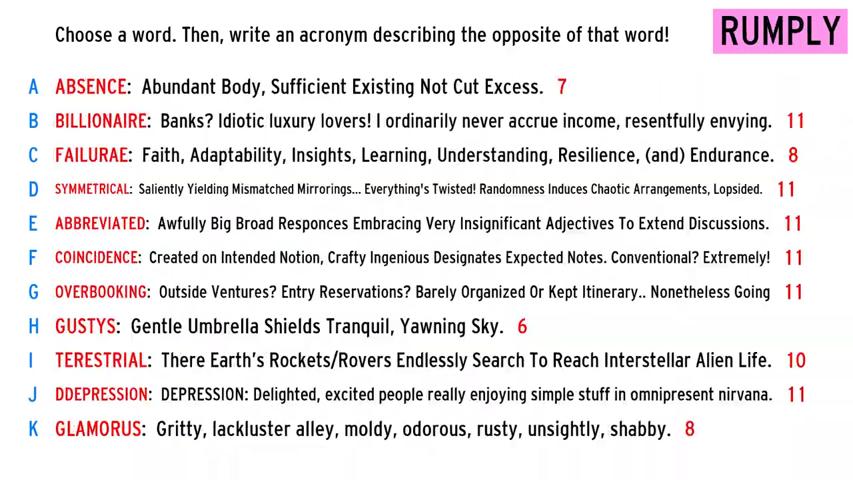 Choose a word. Then, write an acronym describing the opposite of that word!
RUMPLY
A ABSENCE: Abundant Body, Sufficient Existing Not Cut Excess. 7
B BILLIONAIRE: Banks? Idiotic luxury lovers! I ordinarily never accrue income, resentfully envying. 11
C FAILURAE: Faith, Adaptability, Insights, Learning, Understanding, Resilience, (and) Endurance. 8
D SYMMETRICAL: Saliently Yielding Mismatched Mirrorings... Everything's Twisted! Randomness Induces Chaotic Arrangements, Lopsided. 11
E ABBREVIATED: Awfully Big Broad Responces Embracing Very Insignificant Adjectives To Extend Discussions. 11
F COINCIDENCE: Created on Intended Notion, Crafty Ingenious Designates Expected Notes. Conventional? Extremely! 11
G OVERBOOKING: Outside Ventures? Entry Reservations? Barely Organized Or Kept Itinerary.. Nonetheless Going 11
H GUSTYS: Gentle Umbrella Shields Tranquil, Yawning Sky. 6
I TERESTRIAL: There Earth's Rockets/Rovers Endlessly Search To Reach Interstellar Alien Life. 10
J DDEPRESSION: DEPRESSION: Delighted, excited people really enjoying simple stuff in omnipresent nirvana. 11
K GLAMORUS: Gritty, lackluster alley, moldy, odorous, rusty, unsightly, shabby. 8